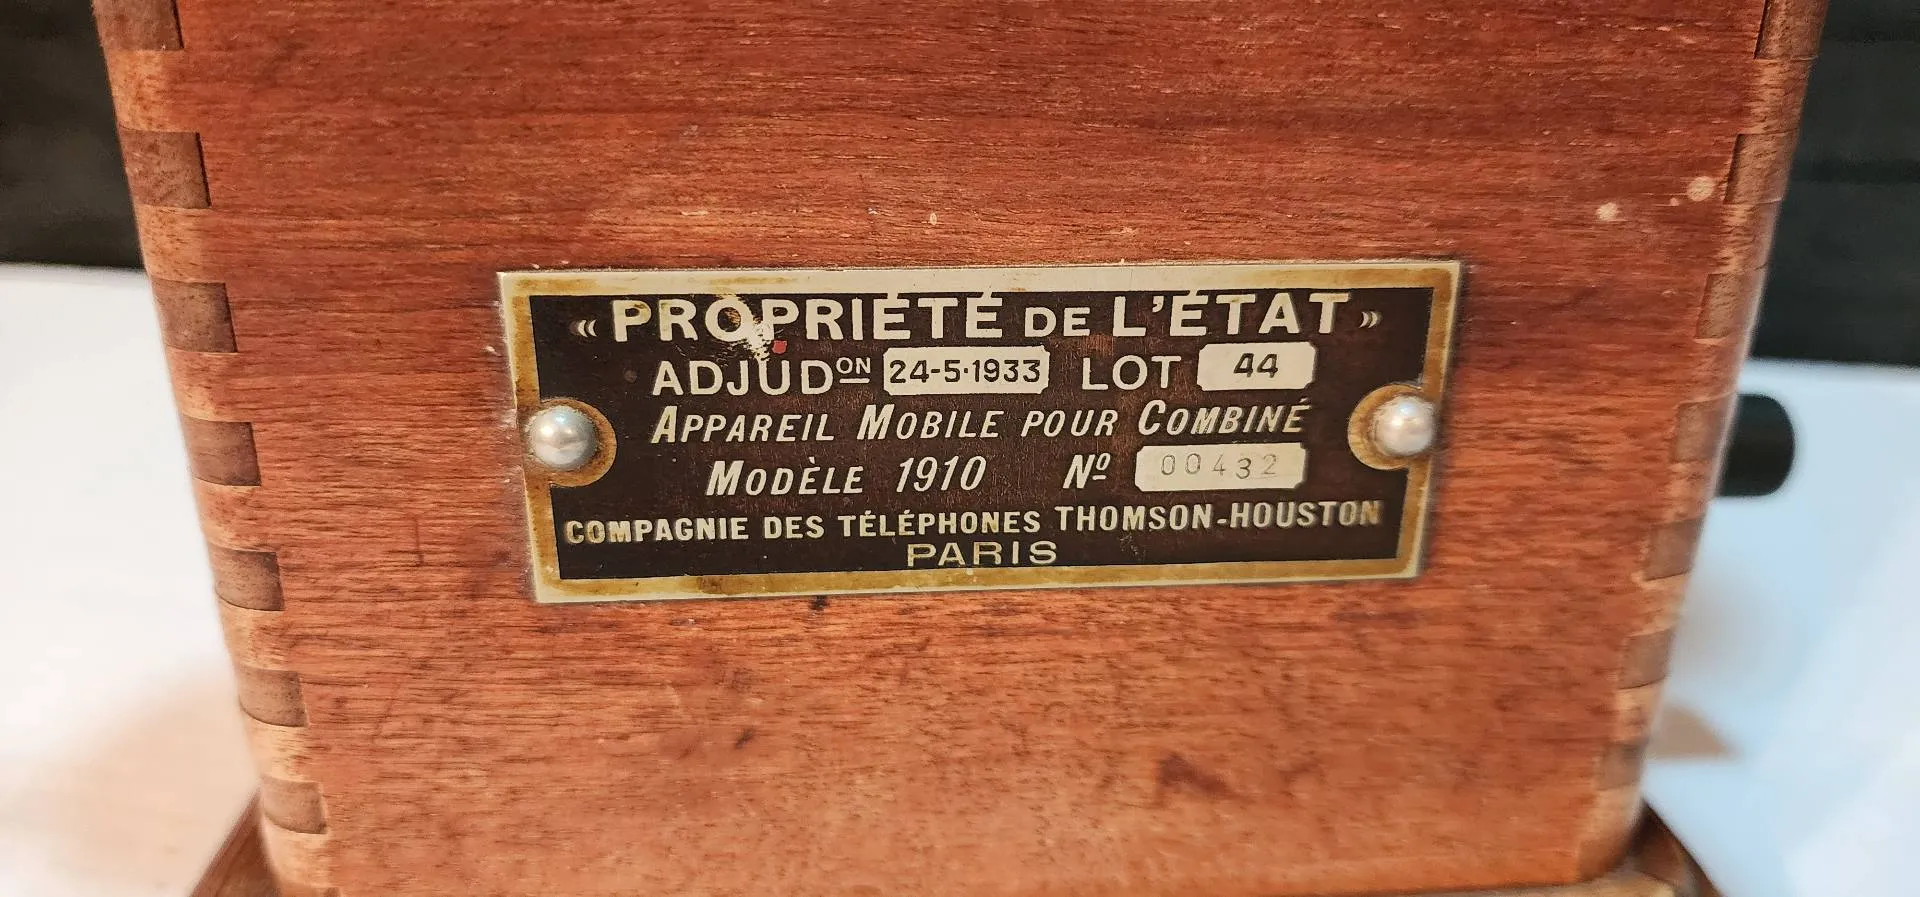 « PROPRIÉTÉ DE L'ÉTAT »
ADJUDON 24-5-1933 LOT 44
APPAREIL MOBILE POUR COMBINÉ
MODÈLE 1910 Nº 00432
COMPAGNIE DES TÉLÉPHONES THOMSON-HOUSTON
PARIS